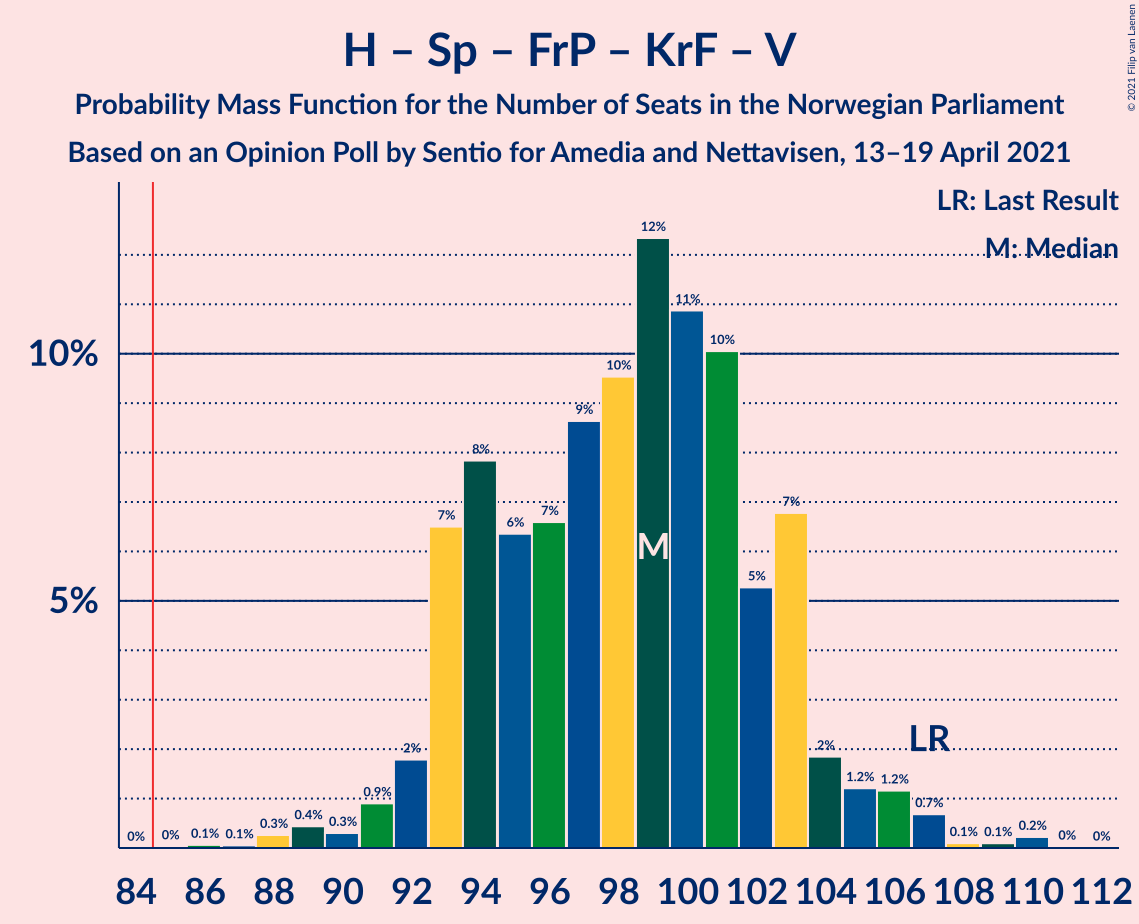 H – Sp – FrP – KrF – V
Probability Mass Function for the Number of Seats in the Norwegian Parliament
Based on an Opinion Poll by Sentio for Amedia and Nettavisen, 13–19 April 2021
© 2021 Filip van Laenen
LR: Last Result
M: Median
10%
5%
0% 0% 0.1% 0.1% 0.3% 0.4% 0.3% 0.9% 2% 7% 8% 6% 7% 9% 10% 12% 11% 10% 5% 7% 2% 1.2% 1.2% 0.7% 0.1% 0.1% 0.2% 0% 0%
M
LR
84 86 88 90 92 94 96 98 100 102 104 106 108 110 112